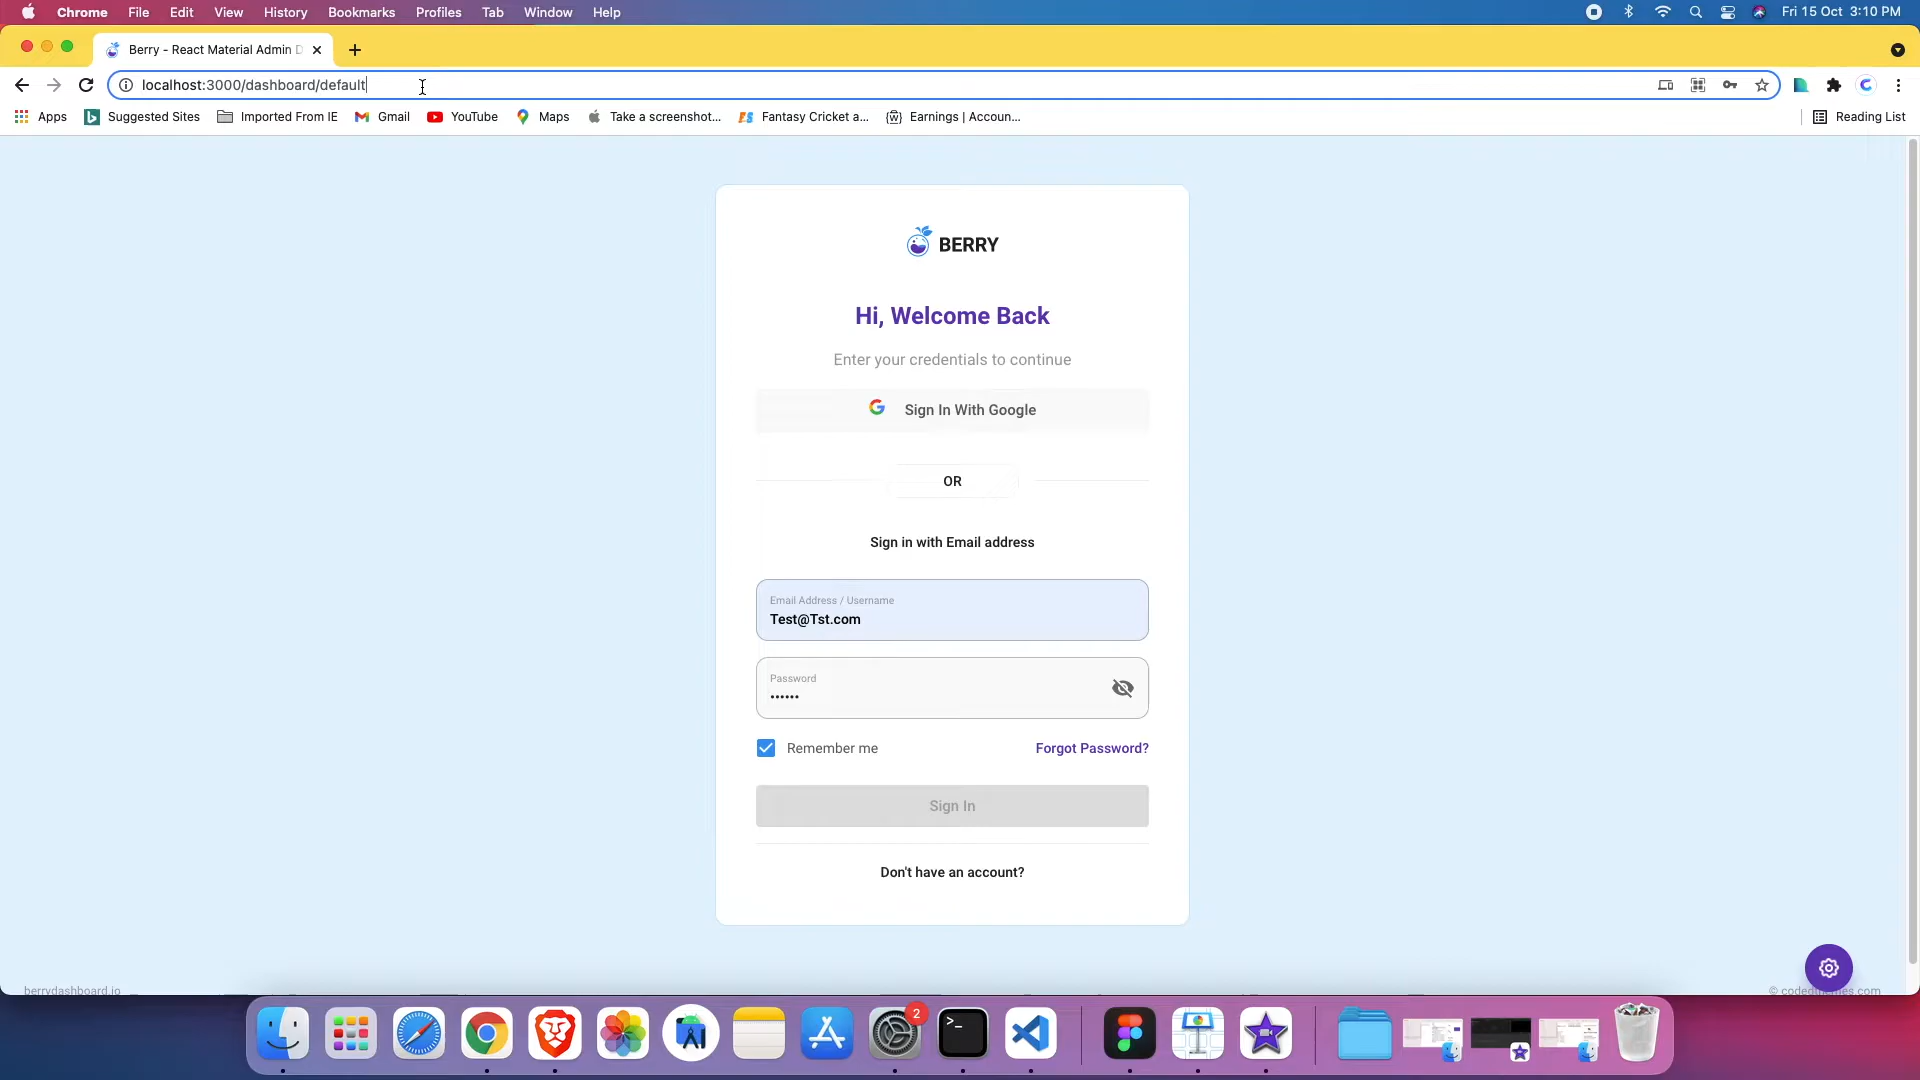 Chrome File Edit View History Bookmarks Profiles Tab Window Help Fri 15 Oct 3:10 PM
Berry - React Material Admin D
localhost:3000/dashboard/default
Apps Suggested Sites Imported From IE Gmail YouTube Maps Take a screenshot... Fantasy Cricket a... Earnings | Accoun... Reading List
BERRY
Hi, Welcome Back
Enter your credentials to continue
Sign In With Google
OR
Sign in with Email address
Email Address / Username
Test@Tst.com
Password
••••••
Remember me Forgot Password?
Sign In
Don't have an account?
berrydashboard.io © codedthemes.com
2